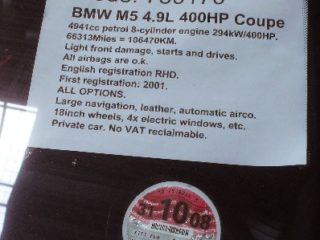 BMW M5 4.9L 400HP Coupe
4941cc petrol 8-cylinder engine 294kW/400HP.
66313Miles = 106470KM.
Light front damage, starts and drives.
All airbags are o.k.
English registration RHD.
First registration: 2001.
ALL OPTIONS.
Large navigation, leather, automatic airco.
18inch wheels, 4x electric windows, etc.
Private car. No VAT reclaimable.
31 10 08